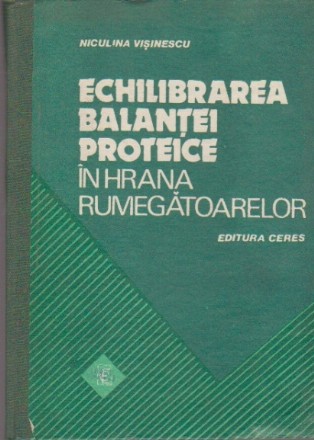 NICULINA VIȘINESCU
ECHILIBRAREA
BALANȚEI
PROTEICE
ÎN HRANA
RUMEGĂTOARELOR
EDITURA CERES